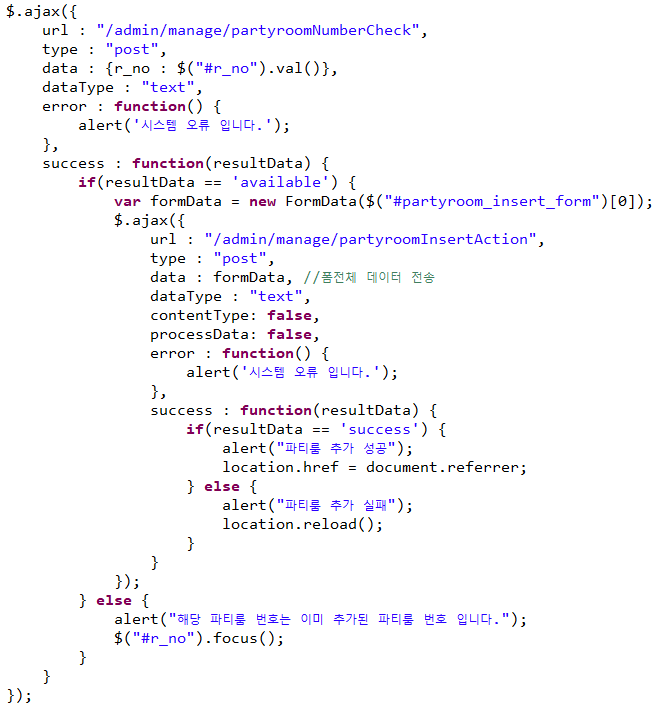 $.ajax({
    url : "/admin/manage/partyroomNumberCheck",
    type : "post",
    data : {r_no : $("#r_no").val()},
    dataType : "text",
    error : function() {
        alert('시스템 오류 입니다.');
    },
    success : function(resultData) {
        if(resultData == 'available') {
            var formData = new FormData($("#partyroom_insert_form")[0]);
            $.ajax({
                url : "/admin/manage/partyroomInsertAction",
                type : "post",
                data : formData, //폼전체 데이터 전송
                dataType : "text",
                contentType: false,
                processData: false,
                error : function() {
                    alert('시스템 오류 입니다.');
                },
                success : function(resultData) {
                    if(resultData == 'success') {
                        alert("파티룸 추가 성공");
                        location.href = document.referrer;
                    } else {
                        alert("파티룸 추가 실패");
                        location.reload();
                    }
                }
            });
        } else {
            alert("해당 파티룸 번호는 이미 추가된 파티룸 번호 입니다.");
            $("#r_no").focus();
        }
    }
});